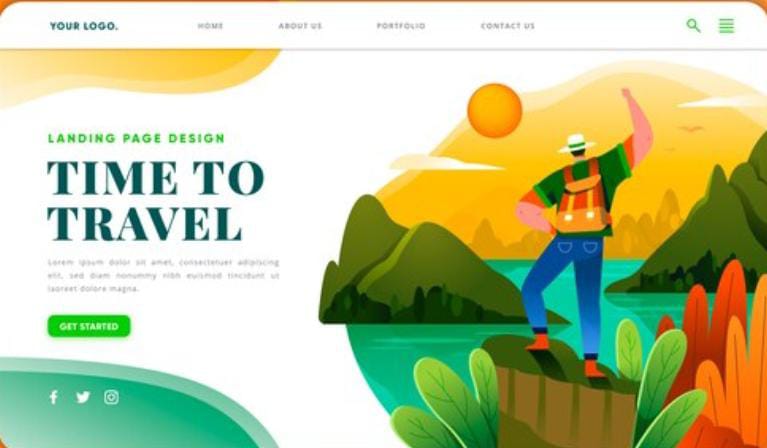 YOUR LOGO.
HOME ABOUT US PORTFOLIO CONTACT US
LANDING PAGE DESIGN
TIME TO
TRAVEL
Lorem ipsum dolor sit amet, consectetuer adipiscing
elit, sed diam nonummy nibh euismod tincidunt ut
laoreet dolore magna.
GET STARTED